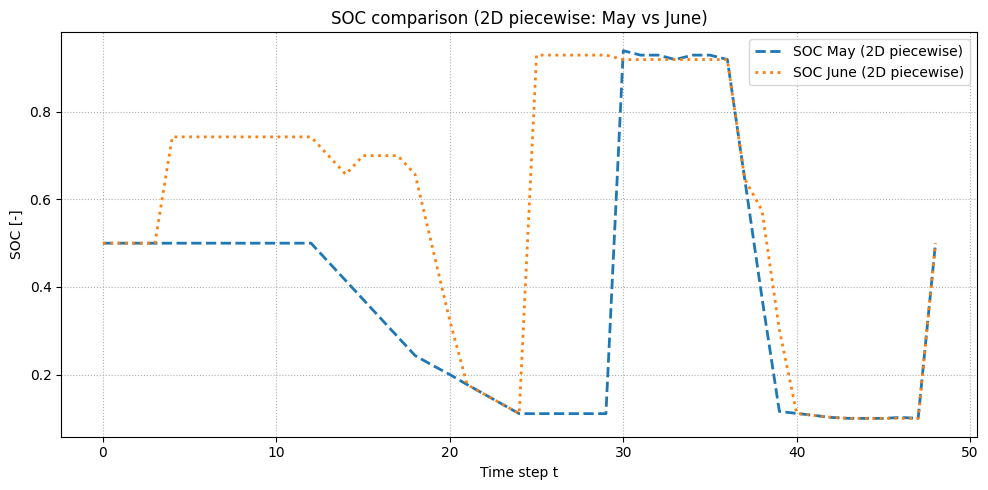 SOC comparison (2D piecewise: May vs June)
SOC May (2D piecewise)
SOC June (2D piecewise)
SOC [-]
0.8
0.6
0.4
0.2
0 10 20 30 40 50
Time step t